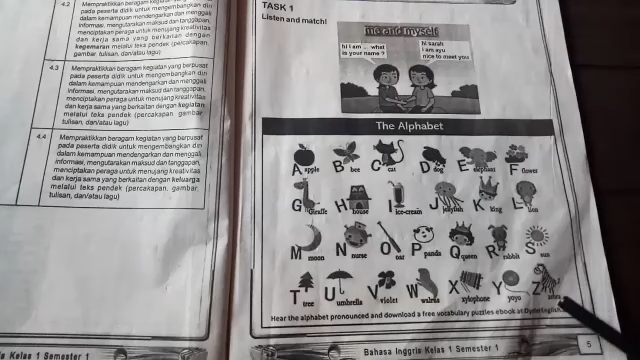 4.2
Mempraktikkan beragam kegiatan yang berpusat
pada peserta didik untuk mengembangkan diri
dalam kemampuan mendengarkan dan menggali
informasi, mengutarakan maksud dan tanggapan,
menciptakan peraga untuk menunjang kreativitas
dan kerja sama yang berkaitan dengan
kegemaran melalui teks pendek (percakapan,
gambar, tulisan, dan/atau lagu)
4.3
Mempraktikkan beragam kegiatan yang berpusat
pada peserta didik untuk mengembangkan diri
dalam kemampuan mendengarkan dan menggali
informasi, mengutarakan maksud dan tanggapan,
menciptakan peraga untuk menujang kreativitas
dan kerja sama yang berkaitan dengan kegiatan
melalui teks pendek (percakapan, gambar,
tulisan, dan/atau lagu)
4.4
Mempraktikkan beragam kegiatan yang berpusat
pada peserta didik untuk mengembangkan diri
dalam kemampuan mendengarkan dan menggali
informasi, mengutarakan maksud dan tanggapan,
menciptakan peraga untuk menujang kreativitas
dan kerja sama yang berkaitan dengan keluarga
melalui teks pendek (percakapan, gambar,
tulisan, dan/atau lagu)
Kelas 1 Semester 1
TASK 1
Listen and match!
me and myself
hi I am ... what
is your name ?
hi sarah
I am ayu
nice to meet you
The Alphabet
A apple B bee C cat D dog E elephant F flower
G Giraffe H house I ice-cream J jellyfish K king L lion
M moon N nurse O oar P panda Q queen R rabbit S sun
T tree U umbrella V violet W walrus X xylophone Y yoyo Z zebra
Hear the alphabet pronounced and download a free vocabulary puzzles ebook at
Bahasa Inggris Kelas 1 Semester 1
5